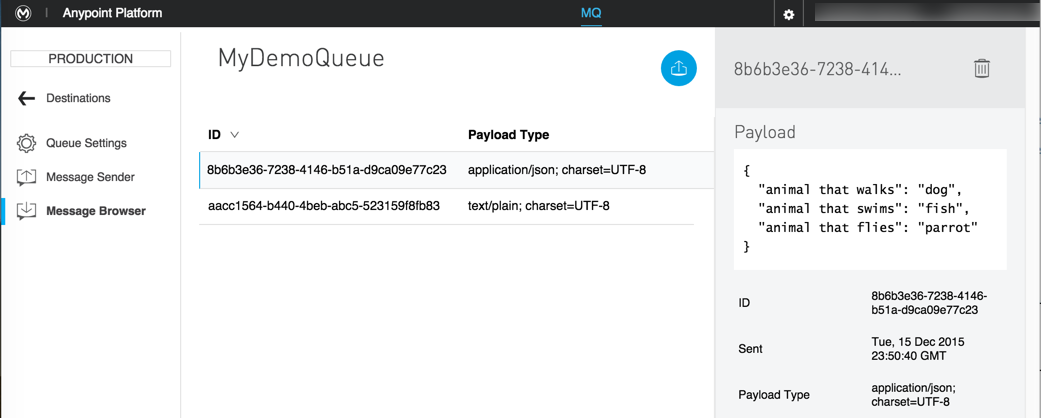 Anypoint Platform
MQ
PRODUCTION
Destinations
Queue Settings
Message Sender
Message Browser
MyDemoQueue
ID Payload Type
8b6b3e36-7238-4146-b51a-d9ca09e77c23 application/json; charset=UTF-8
aacc1564-b440-4beb-abc5-523159f8fb83 text/plain; charset=UTF-8
8b6b3e36-7238-414...
Payload
{
"animal that walks": "dog",
"animal that swims": "fish",
"animal that flies": "parrot"
}
ID 8b6b3e36-7238-4146-
b51a-d9ca09e77c23
Sent Tue, 15 Dec 2015
23:50:40 GMT
Payload Type application/json;
charset=UTF-8